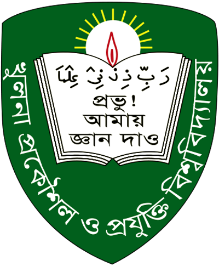 رَبِّ زِدْنِيْ عِلْمًا
প্রভু!
আমায়
জ্ঞান দাও
খুলনা প্রকৌশল ও প্রযুক্তি বিশ্ববিদ্যালয়